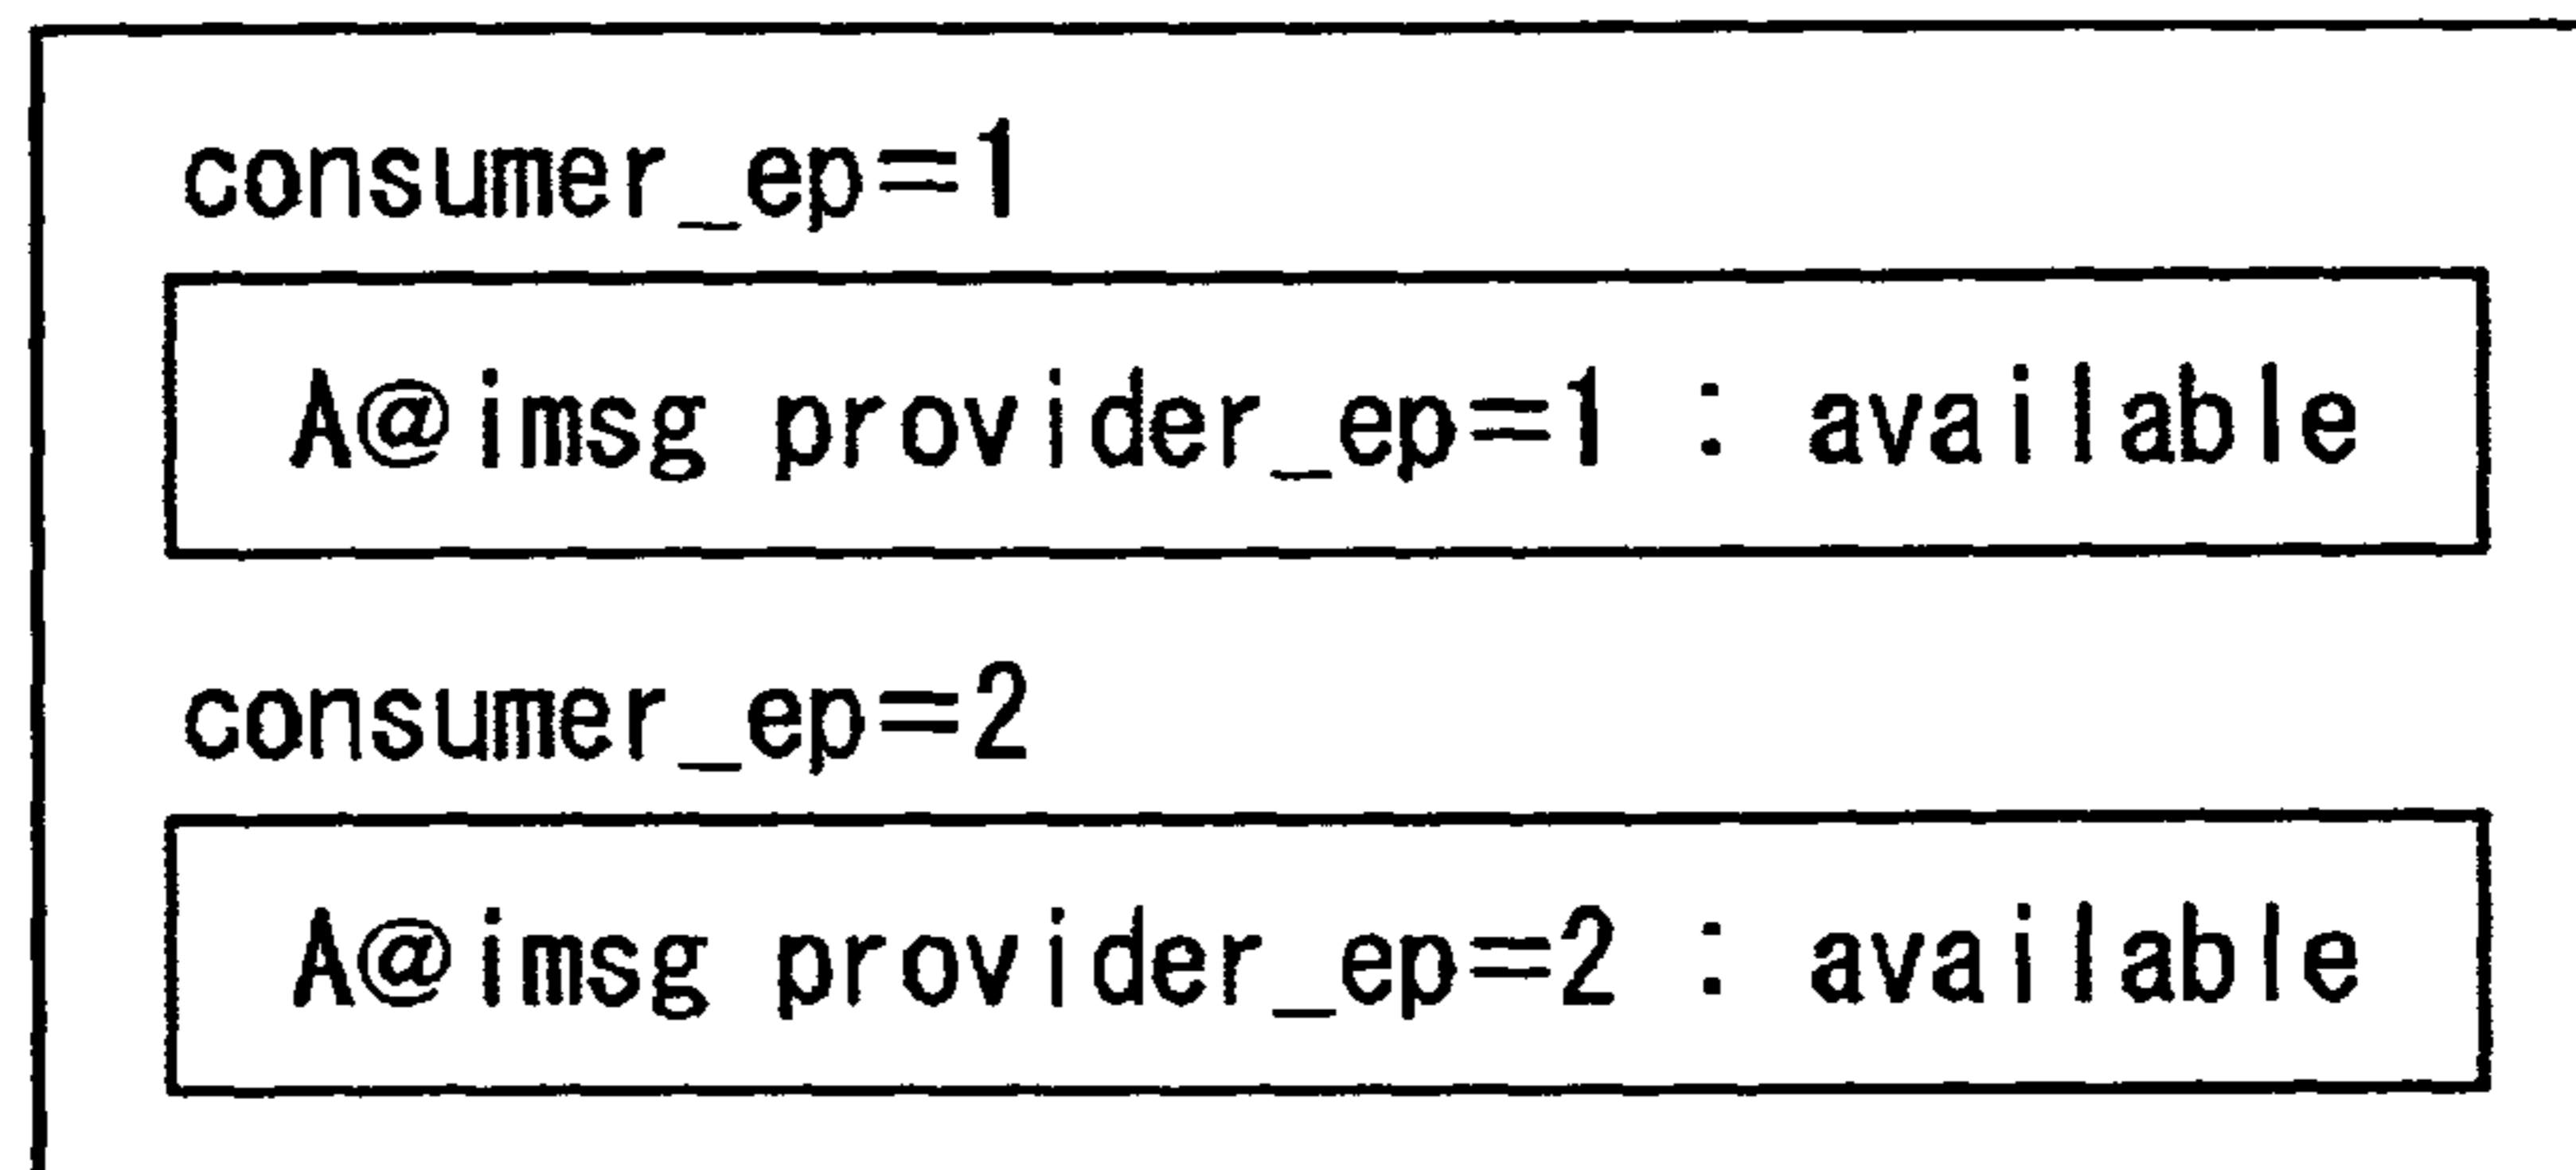 consumer_ep=1
A@imsg provider_ep=1 : available
consumer_ep=2
A@imsg provider_ep=2 : available